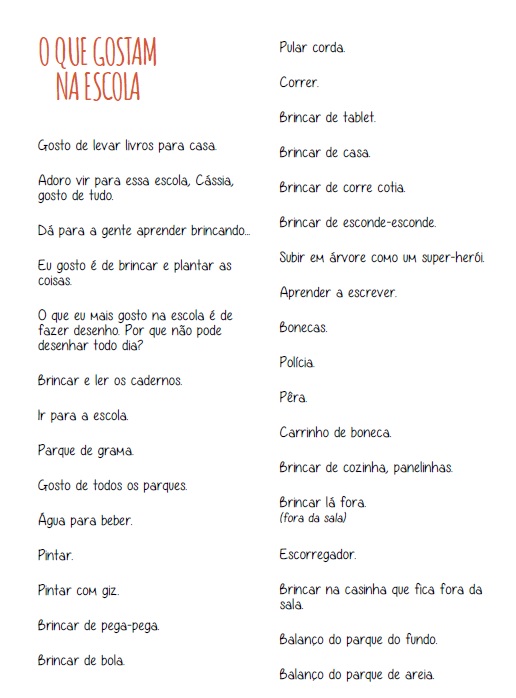 O QUE GOSTAM
NA ESCOLA
Gosto de levar livros para casa.
Adoro vir para essa escola, Cássia,
gosto de tudo.
Dá para a gente aprender brincando...
Eu gosto é de brincar e plantar as
coisas.
O que eu mais gosto na escola é de
fazer desenho. Por que não pode
desenhar todo dia?
Brincar e ler os cadernos.
Ir para a escola.
Parque de grama.
Gosto de todos os parques.
Água para beber.
Pintar.
Pintar com giz.
Brincar de pega-pega.
Brincar de bola.
Pular corda.
Correr.
Brincar de tablet.
Brincar de casa.
Brincar de corre cotia.
Brincar de esconde-esconde.
Subir em árvore como um super-herói.
Aprender a escrever.
Bonecas.
Polícia.
Pêra.
Carrinho de boneca.
Brincar de cozinha, panelinhas.
Brincar lá fora.
(fora da sala)
Escorregador.
Brincar na casinha que fica fora da
sala.
Balanço do parque do fundo.
Balanço do parque de areia.